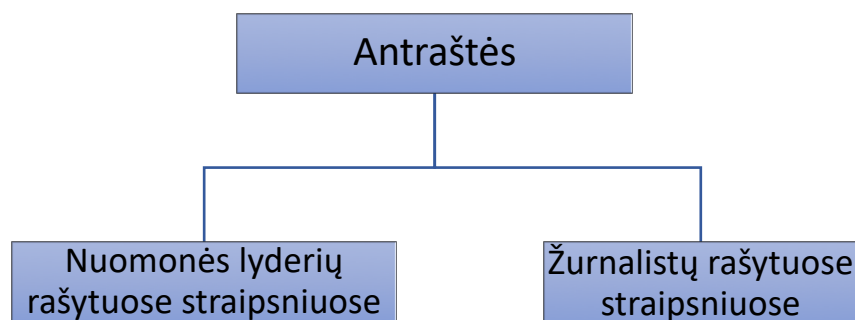 Antraštės
Nuomonės lyderių
rašytuose straipsniuose
Žurnalistų rašytuose
straipsniuose